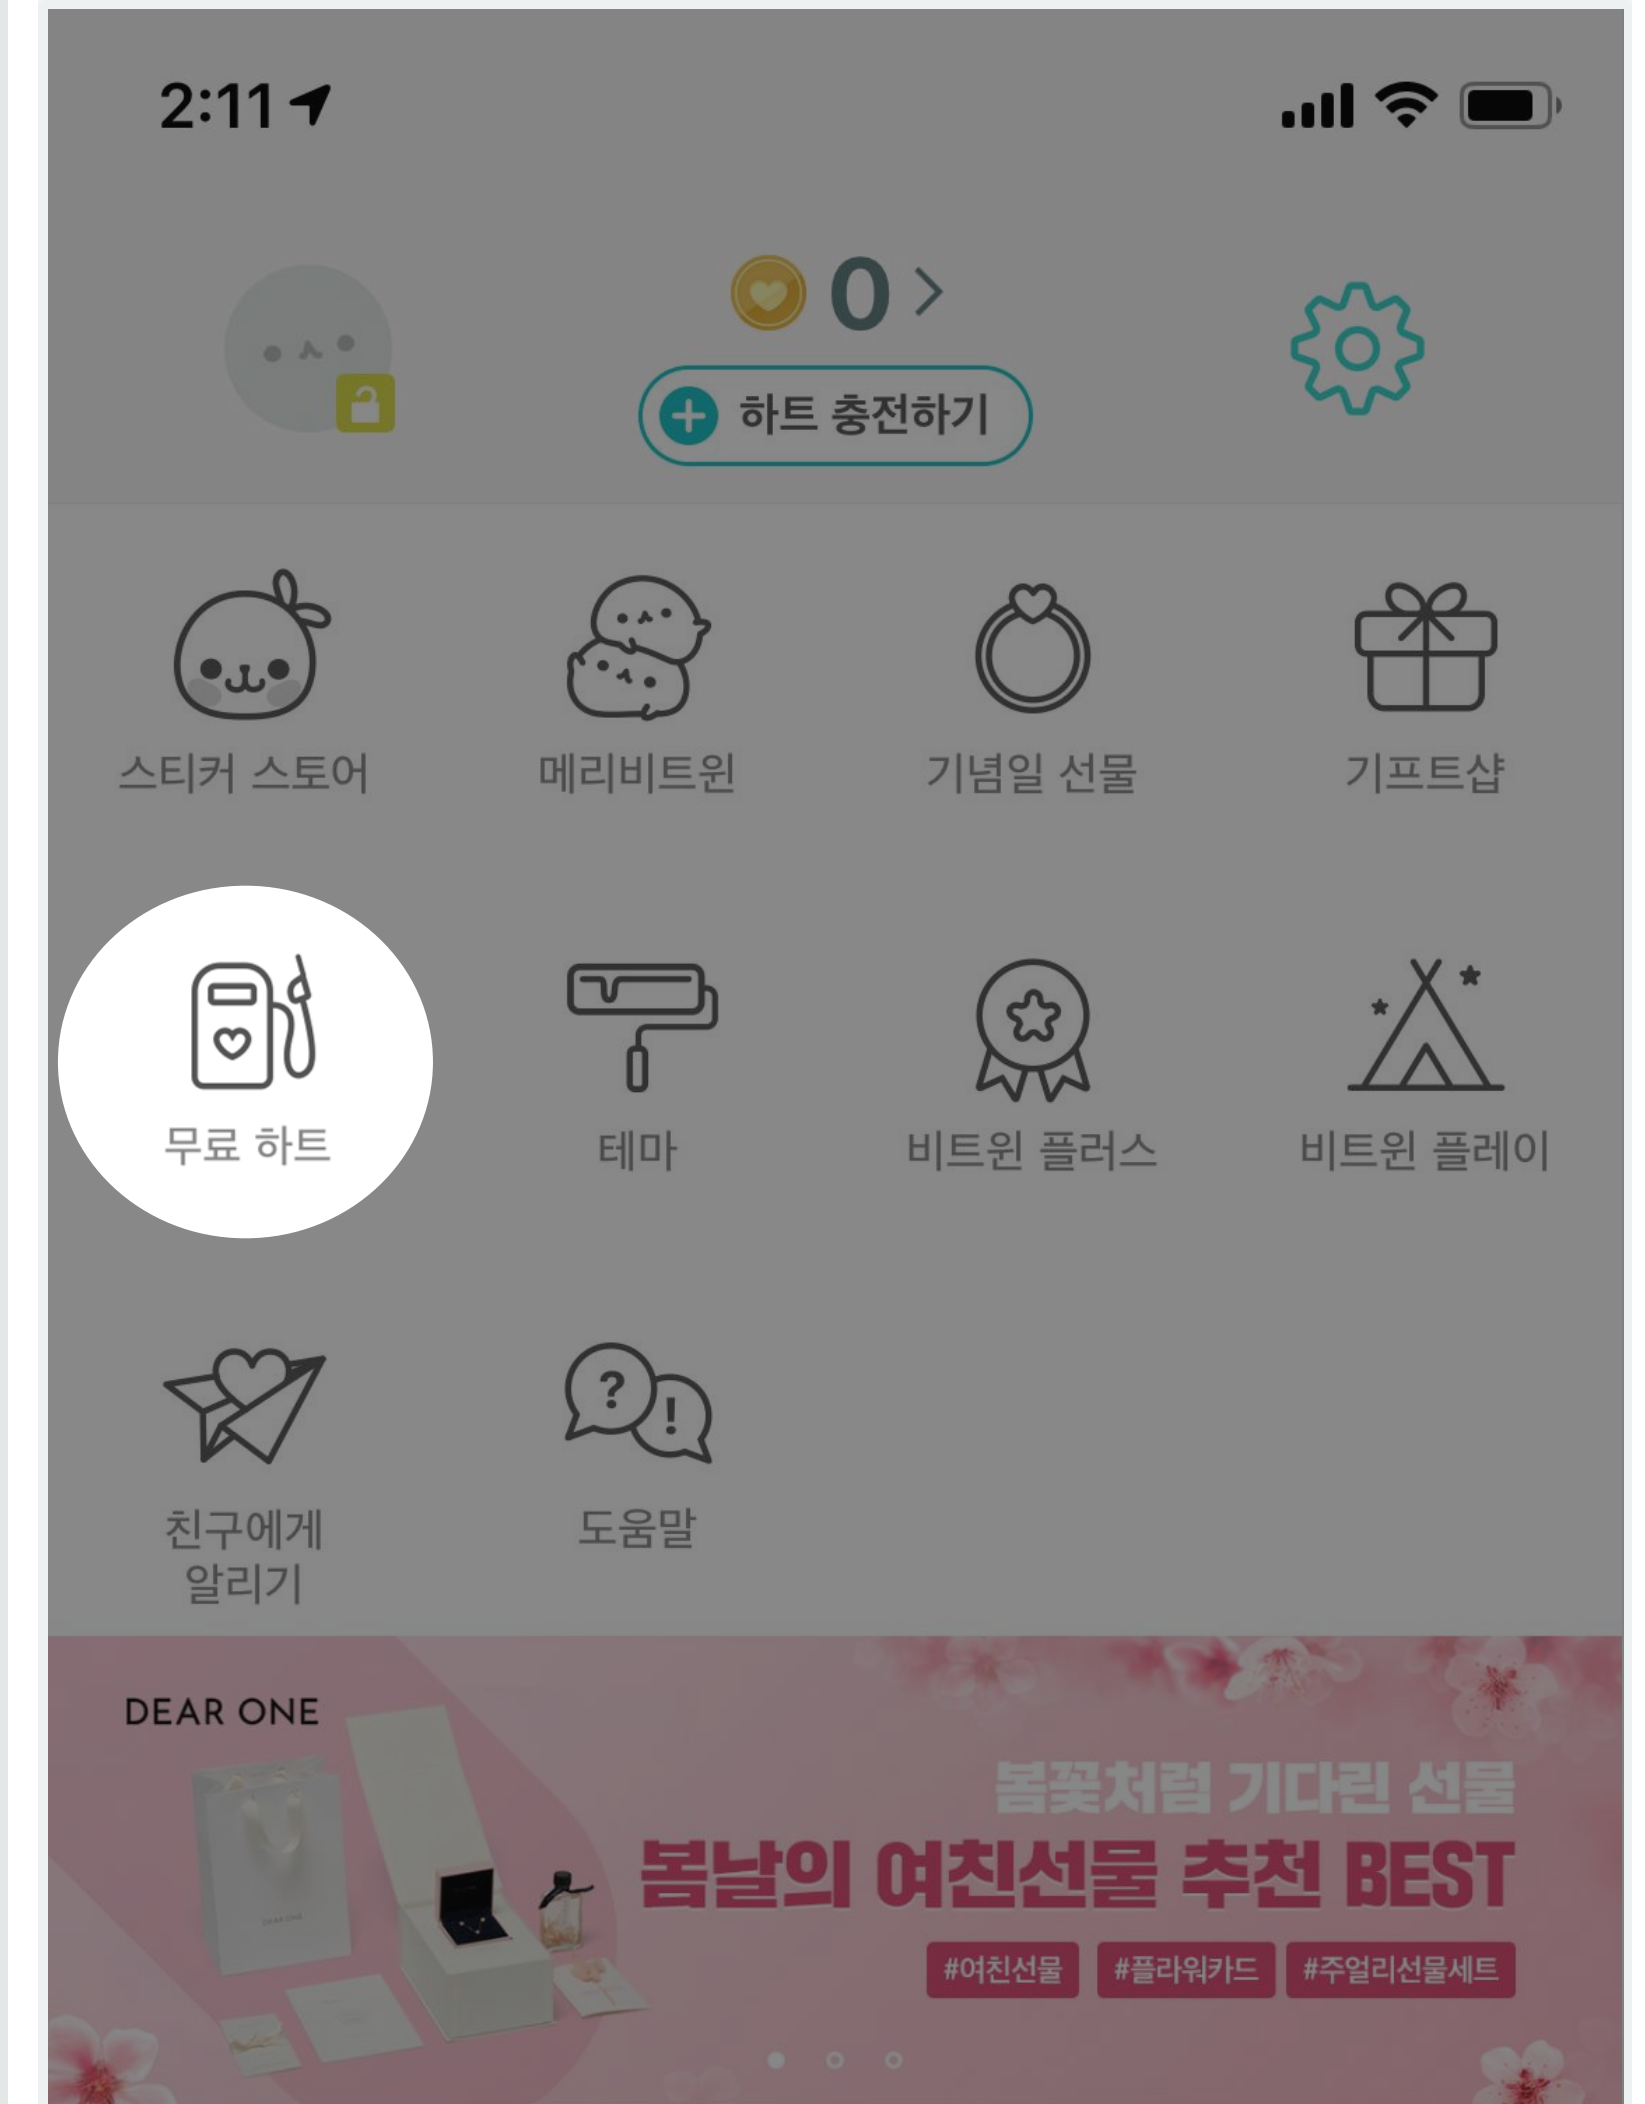 2:11
0
하트 충전하기
스티커 스토어
메리비트윈
기념일 선물
기프트샵
무료 하트
테마
비트윈 플러스
비트윈 플레이
친구에게
알리기
?
!
도움말
DEAR ONE
봄꽃처럼 기다린 선물
봄날의 여친선물 추천 BEST
#여친선물
#플라워카드
#주얼리선물세트
DEAR ONE